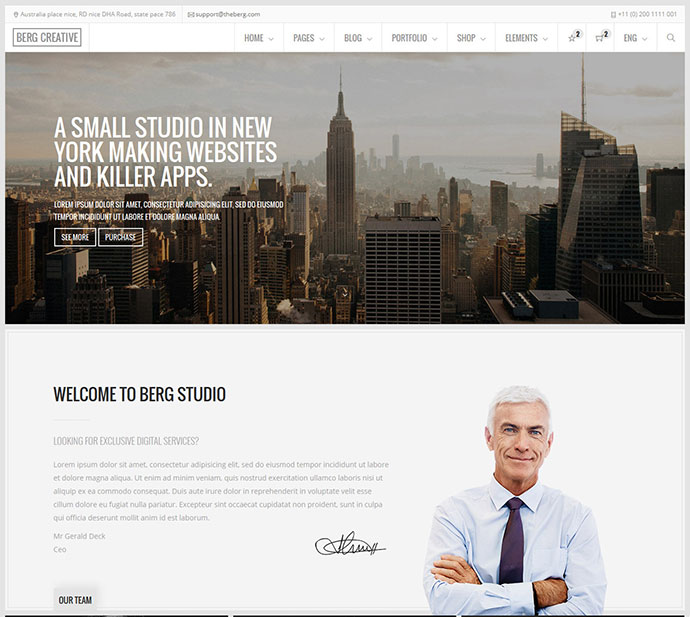 Australia place nice, RD nice DHA Road, state pace 786 support@theberg.com +11 (0) 200 1111 001
BERG CREATIVE HOME PAGES BLOG PORTFOLIO SHOP ELEMENTS 2 2 ENG
A SMALL STUDIO IN NEW
YORK MAKING WEBSITES
AND KILLER APPS.
LOREM IPSUM DOLOR SIT AMET, CONSECTETUR ADIPISICING ELIT, SED DO EIUSMOD
TEMPOR INCIDIDUNT UT LABORE ET DOLORE MAGNA ALIQUA.
SEE MORE PURCHASE
WELCOME TO BERG STUDIO
LOOKING FOR EXCLUSIVE DIGITAL SERVICES?
Lorem ipsum dolor sit amet, consectetur adipisicing elit, sed do eiusmod tempor incididunt ut labore
et dolore magna aliqua. Ut enim ad minim veniam, quis nostrud exercitation ullamco laboris nisi ut
aliquip ex ea commodo consequat. Duis aute irure dolor in reprehenderit in voluptate velit esse
cillum dolore eu fugiat nulla pariatur. Excepteur sint occaecat cupidatat non proident, sunt in culpa
qui officia deserunt mollit anim id est laborum.
Mr Gerald Deck
Ceo
OUR TEAM